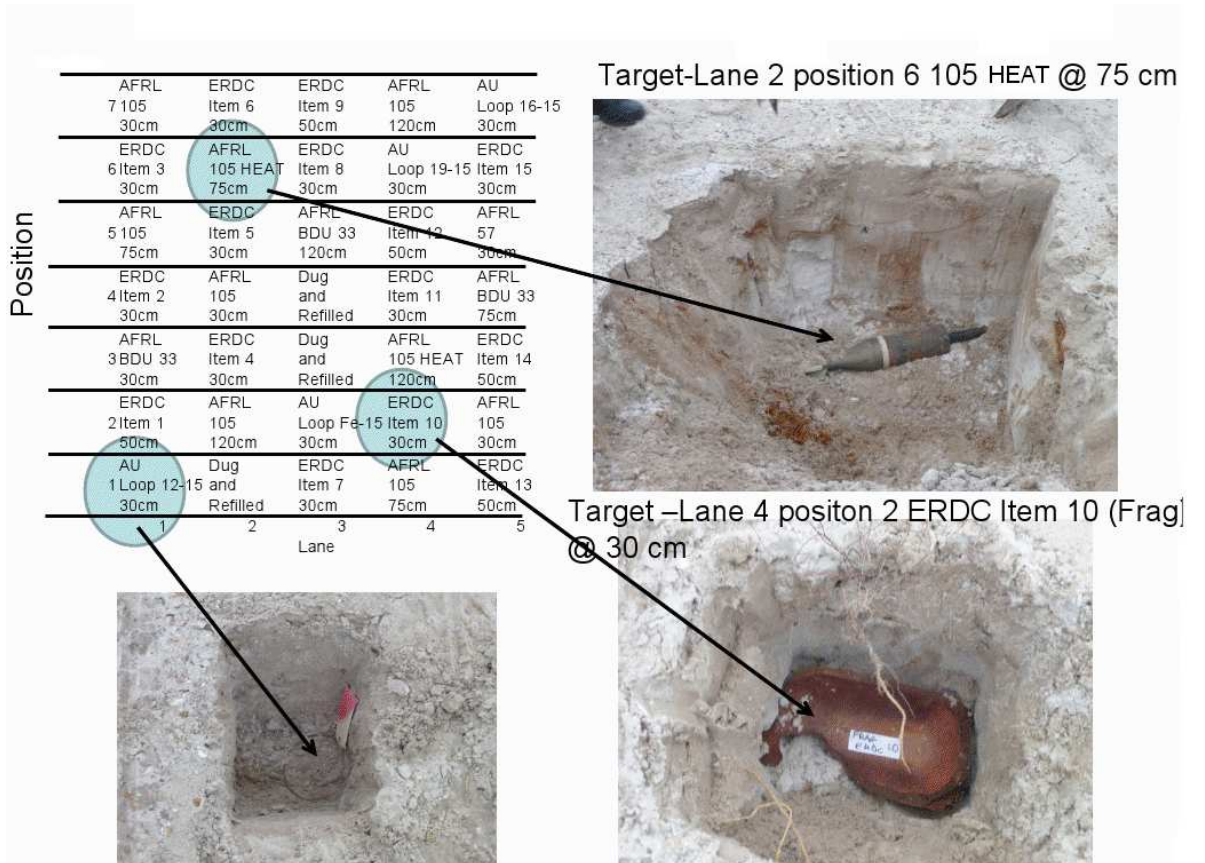 Target-Lane 2 position 6 105 HEAT @ 75 cm
AFRL ERDC ERDC AFRL AU
7 105 Item 6 Item 9 105 Loop 16-15
30cm 30cm 50cm 120cm 30cm
ERDC AFRL ERDC AU ERDC
6 Item 3 105 HEAT Item 8 Loop 19-15 Item 15
30cm 75cm 30cm 30cm 30cm
AFRL ERDC AFRL ERDC AFRL
5 105 Item 5 BDU 33 Item 12 57
75cm 30cm 120cm 50cm 30cm
ERDC AFRL Dug ERDC AFRL
4 Item 2 105 and Item 11 BDU 33
30cm 30cm Refilled 30cm 75cm
AFRL ERDC Dug AFRL ERDC
3 BDU 33 Item 4 and 105 HEAT Item 14
30cm 30cm Refilled 120cm 50cm
ERDC AFRL AU ERDC AFRL
2 Item 1 105 Loop Fe-15 Item 10 105
50cm 120cm 30cm 30cm 30cm
AU Dug ERDC AFRL ERDC
1 Loop 12-15 and Item 7 105 Item 13
30cm Refilled 30cm 75cm 50cm
1 2 3 4 5
Lane
Position
Target –Lane 4 positon 2 ERDC Item 10 (Frag)
@ 30 cm
FRAG
ERDC 10